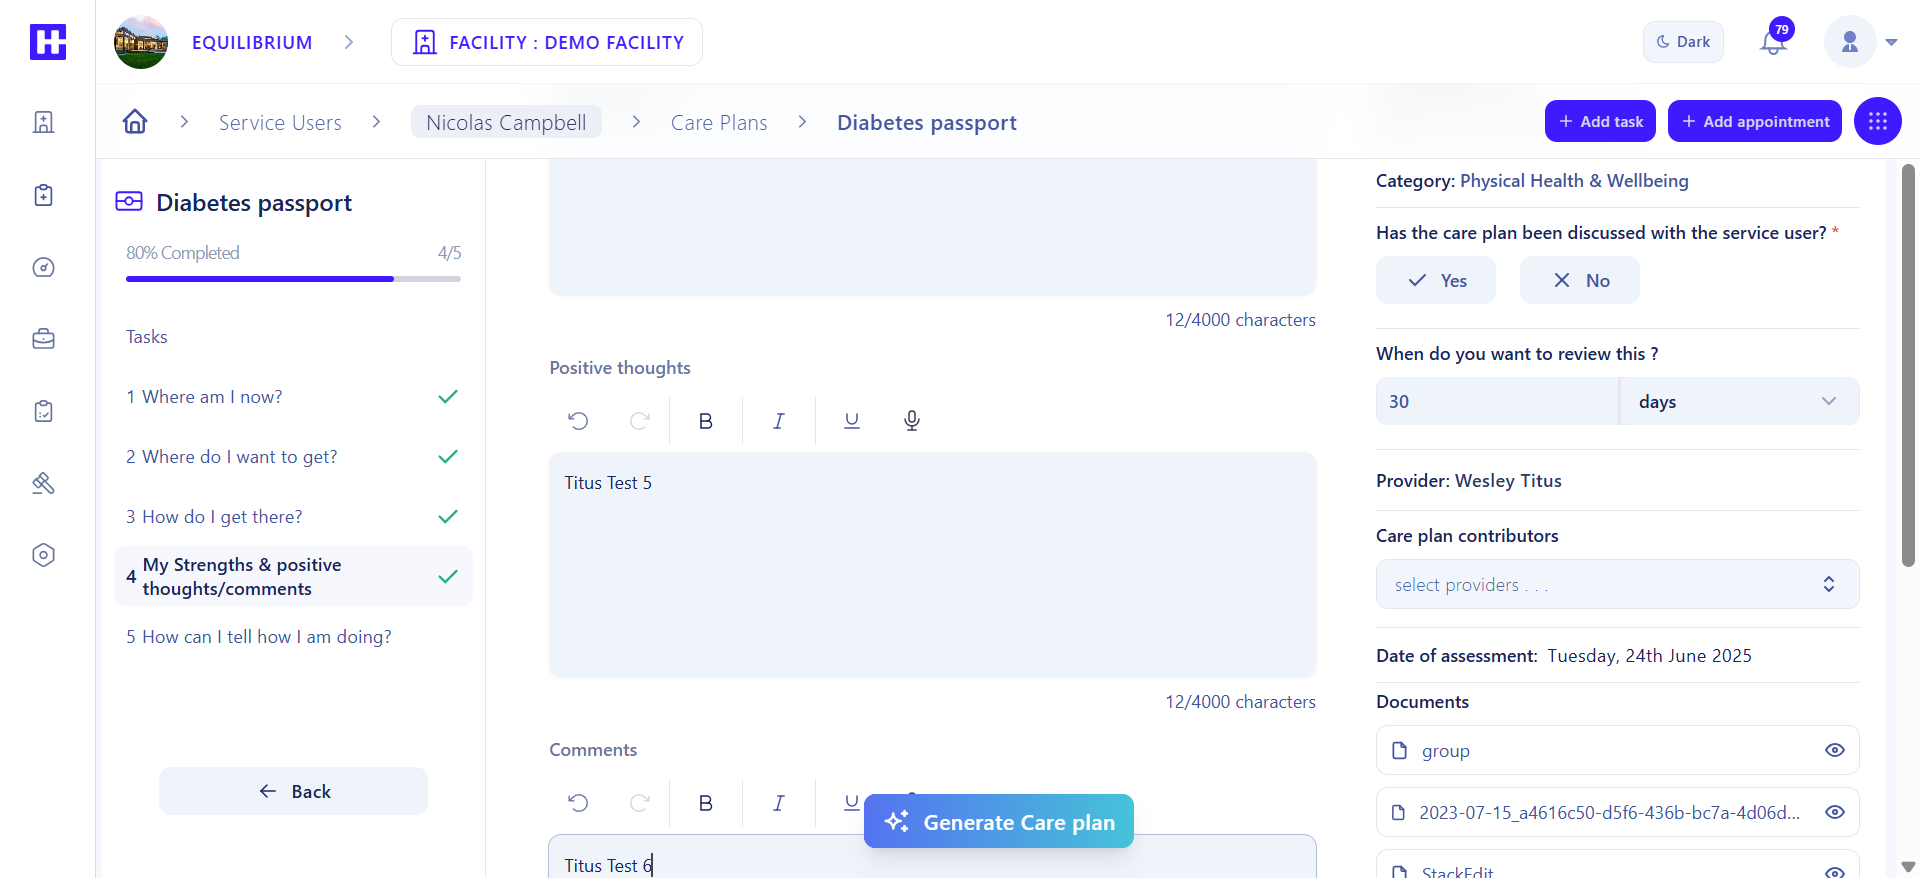 EQUILIBRIUM
FACILITY : DEMO FACILITY
Dark
79
Service Users
Nicolas Campbell
Care Plans
Diabetes passport
+ Add task
+ Add appointment
Diabetes passport
80% Completed
4/5
Tasks
1 Where am I now?
2 Where do I want to get?
3 How do I get there?
4 My Strengths & positive
thoughts/comments
5 How can I tell how I am doing?
Back
12/4000 characters
Positive thoughts
B I U
Titus Test 5
12/4000 characters
Comments
B I U
Generate Care plan
Titus Test 6
Category: Physical Health & Wellbeing
Has the care plan been discussed with the service user? *
Yes
No
When do you want to review this ?
30
days
Provider: Wesley Titus
Care plan contributors
select providers . . .
Date of assessment: Tuesday, 24th June 2025
Documents
group
2023-07-15_a4616c50-d5f6-436b-bc7a-4d06d...
StackEdit